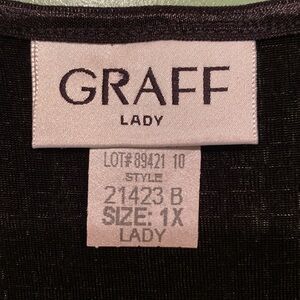 GRAFF
LADY
LOT# 89421 10
STYLE
21423 B
SIZE: 1X
LADY